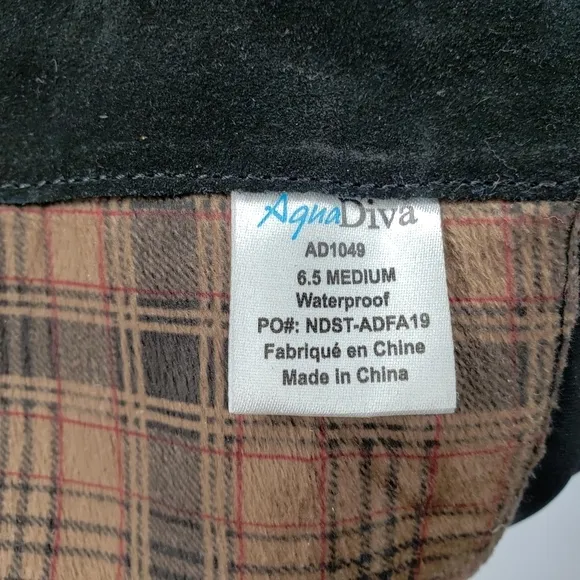 AquaDiva
AD1049
6.5 MEDIUM
Waterproof
PO#: NDST-ADFA19
Fabriqué en Chine
Made in China